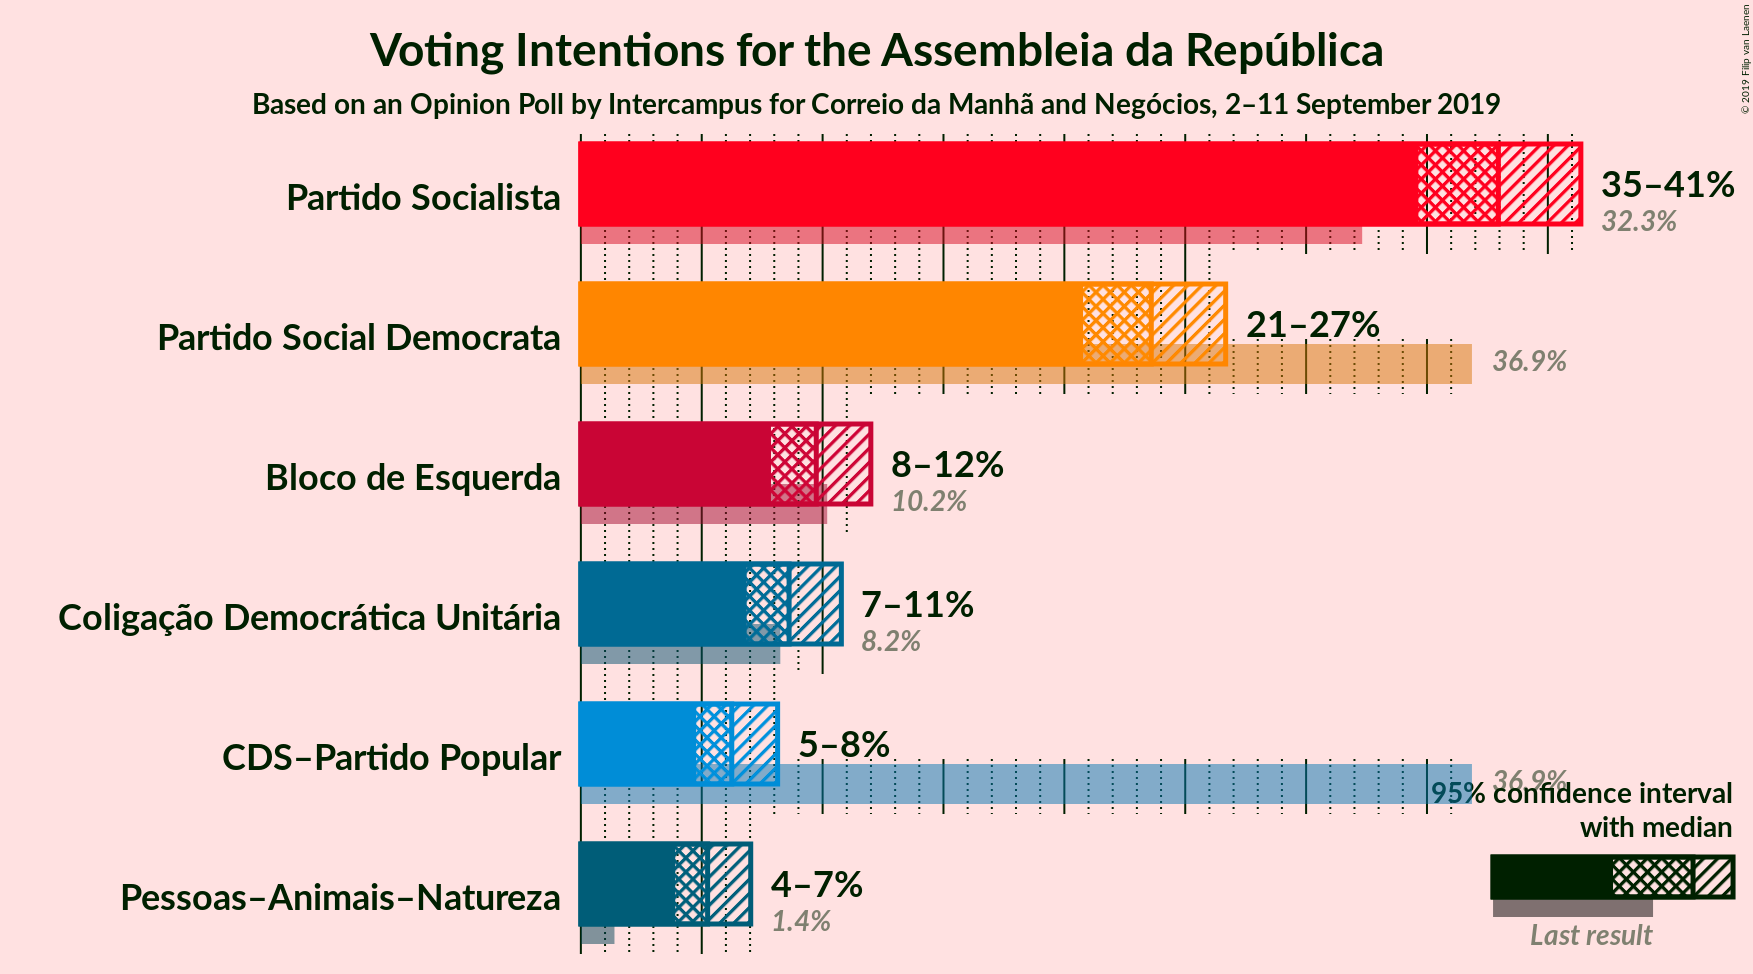 Voting Intentions for the Assembleia da República
Based on an Opinion Poll by Intercampus for Correio da Manhã and Negócios, 2–11 September 2019
© 2019 Filip van Laenen
Partido Socialista
35–41%
32.3%
Partido Social Democrata
21–27%
36.9%
Bloco de Esquerda
8–12%
10.2%
Coligação Democrática Unitária
7–11%
8.2%
CDS–Partido Popular
5–8%
36.9%
Pessoas–Animais–Natureza
4–7%
1.4%
95% confidence interval
with median
Last result